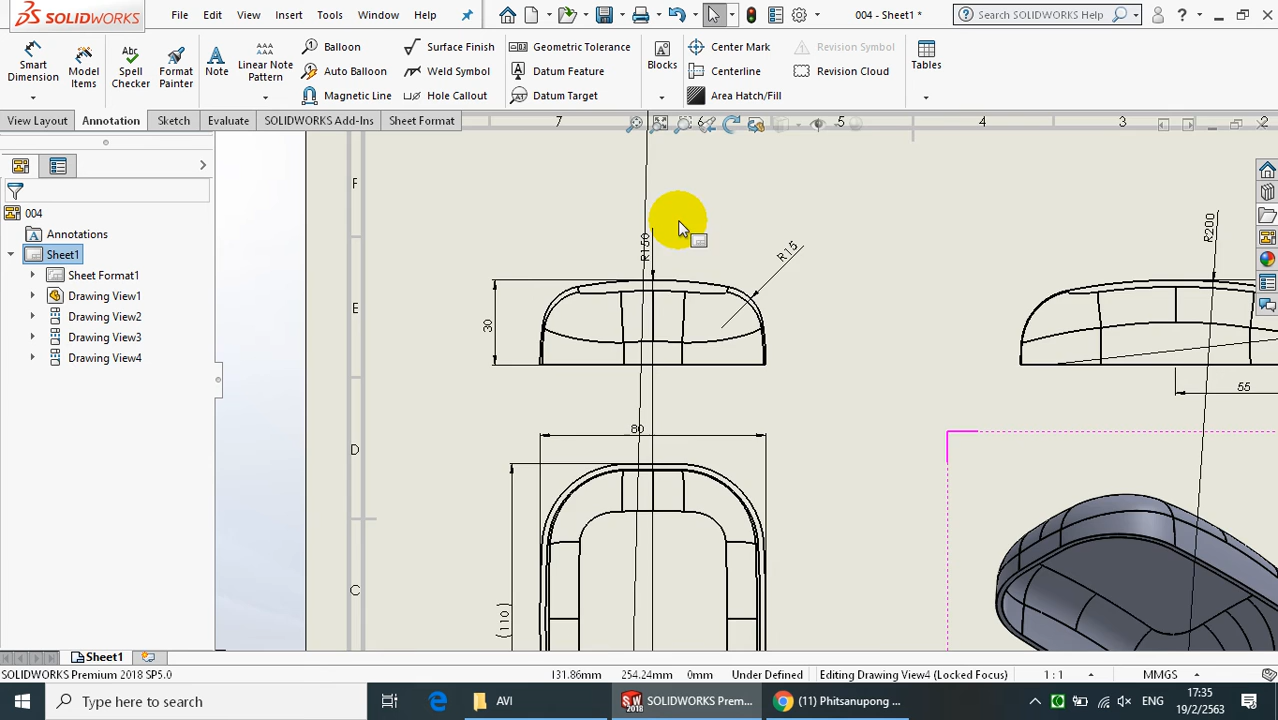 SOLIDWORKS
File
Edit
View
Insert
Tools
Window
Help
004 - Sheet1 *
Search SOLIDWORKS Help
?
Smart
Dimension
Model
Items
Abc
Spell
Checker
Format
Painter
A
Note
AAA
AAA
Linear Note
Pattern
Balloon
Auto Balloon
Magnetic Line
Surface Finish
Weld Symbol
Hole Callout
Geometric Tolerance
Datum Feature
Datum Target
Blocks
Center Mark
Centerline
Area Hatch/Fill
Revision Symbol
Revision Cloud
Tables
View Layout
Annotation
Sketch
Evaluate
SOLIDWORKS Add-Ins
Sheet Format
7
6
5
4
3
2
004
Annotations
Sheet1
Sheet Format1
Drawing View1
Drawing View2
Drawing View3
Drawing View4
F
E
D
C
R150
R15
R200
30
55
80
(110)
Sheet1
SOLIDWORKS Premium 2018 SP5.0
131.86mm
254.24mm
0mm
Under Defined
Editing Drawing View4 (Locked Focus)
1 : 1
MMGS
Type here to search
AVI
SOLIDWORKS Prem...
(11) Phitsanupong ...
ENG
17:35
19/2/2563